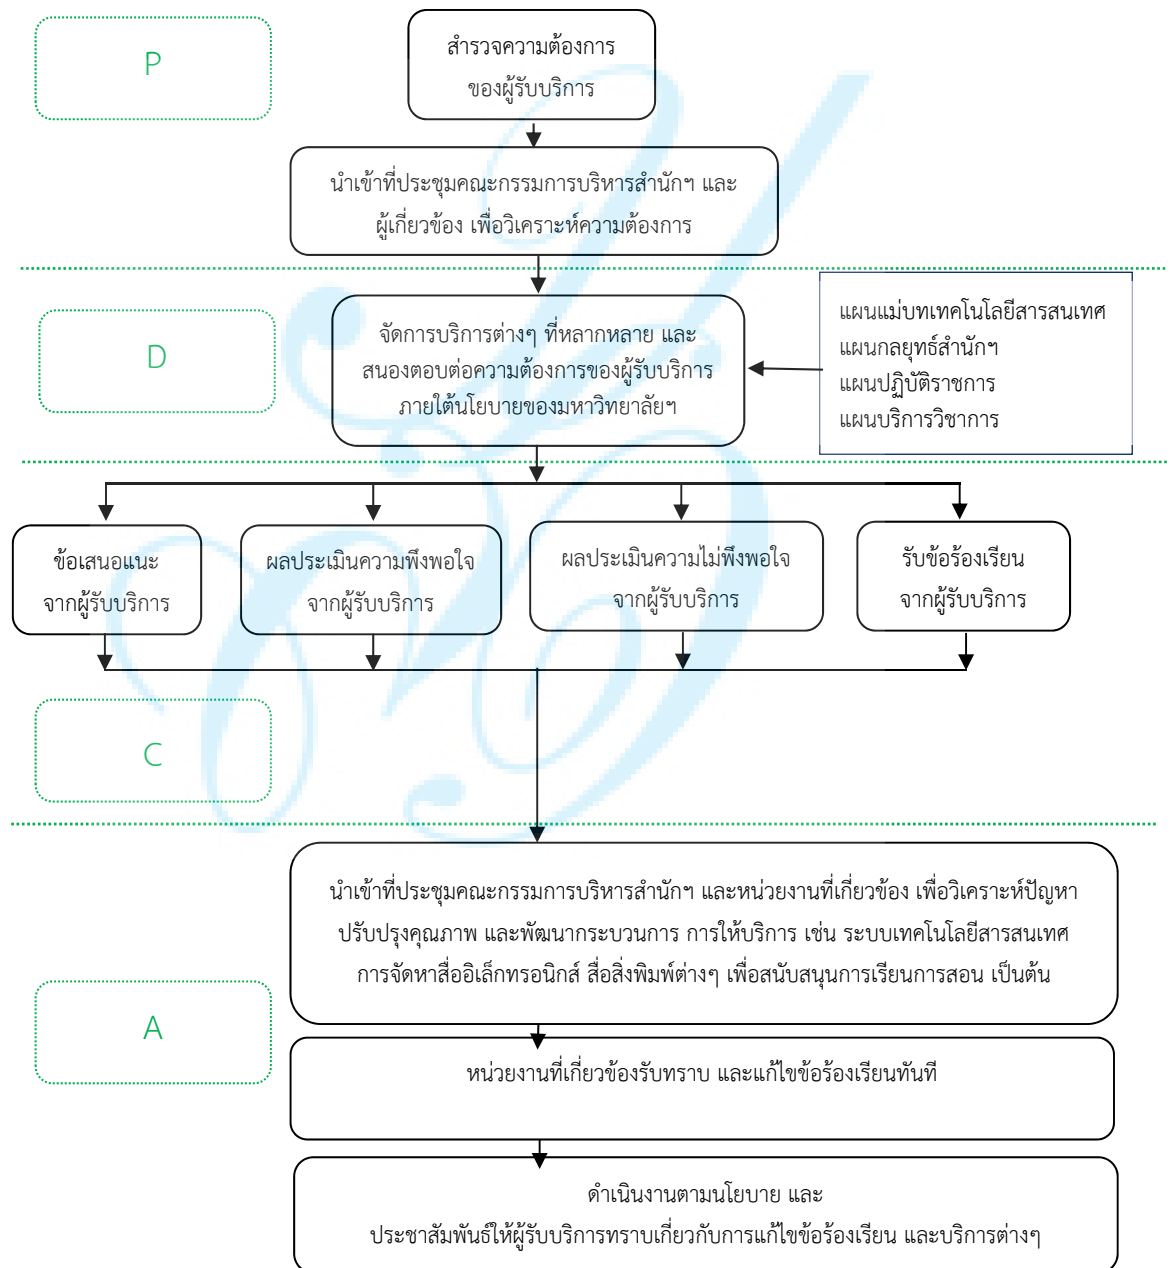 P
สำรวจความต้องการ
ของผู้รับบริการ
นำเข้าที่ประชุมคณะกรรมการบริหารสำนักฯ และ
ผู้เกี่ยวข้อง เพื่อวิเคราะห์ความต้องการ
D
จัดการบริการต่างๆ ที่หลากหลาย และ
สนองตอบต่อความต้องการของผู้รับบริการ
ภายใต้นโยบายของมหาวิทยาลัยฯ
แผนแม่บทเทคโนโลยีสารสนเทศ
แผนกลยุทธ์สำนักฯ
แผนปฏิบัติราชการ
แผนบริการวิชาการ
ข้อเสนอแนะ
จากผู้รับบริการ
ผลประเมินความพึงพอใจ
จากผู้รับบริการ
ผลประเมินความไม่พึงพอใจ
จากผู้รับบริการ
รับข้อร้องเรียน
จากผู้รับบริการ
C
นำเข้าที่ประชุมคณะกรรมการบริหารสำนักฯ และหน่วยงานที่เกี่ยวข้อง เพื่อวิเคราะห์ปัญหา
ปรับปรุงคุณภาพ และพัฒนากระบวนการ การให้บริการ เช่น ระบบเทคโนโลยีสารสนเทศ
การจัดหาสื่ออิเล็กทรอนิกส์ สื่อสิ่งพิมพ์ต่างๆ เพื่อสนับสนุนการเรียนการสอน เป็นต้น
A
หน่วยงานที่เกี่ยวข้องรับทราบ และแก้ไขข้อร้องเรียนทันที
ดำเนินงานตามนโยบาย และ
ประชาสัมพันธ์ให้ผู้รับบริการทราบเกี่ยวกับการแก้ไขข้อร้องเรียน และบริการต่างๆ